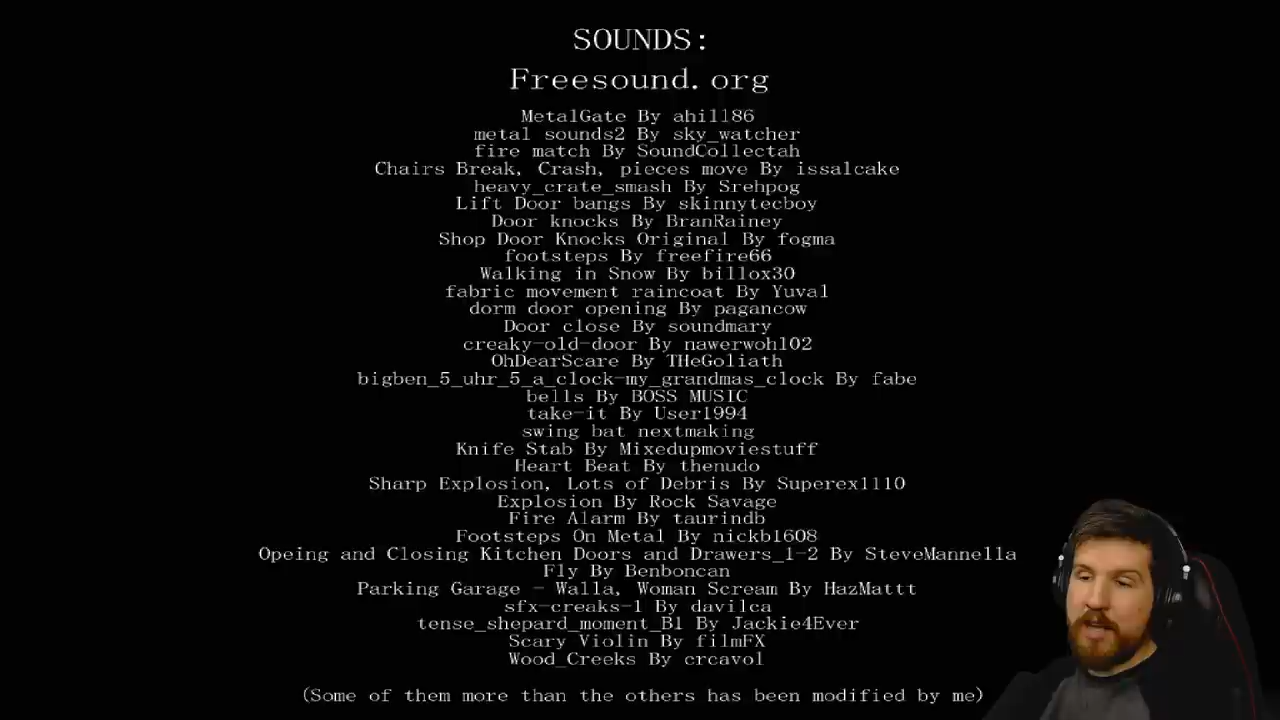 SOUNDS:
Freesound.org
MetalGate By ahill86
metal sounds2 By sky_watcher
fire match By SoundCollectah
Chairs Break, Crash, pieces move By issalcake
heavy_crate_smash By Srehpog
Lift Door bangs By skinnytecboy
Door knocks By BranRainey
Shop Door Knocks Original By fogma
footsteps By freefire66
Walking in Snow By billox30
fabric movement raincoat By Yuval
dorm door opening By pagancow
Door close By soundmary
creaky-old-door By nawerwohl02
OhDearScare By THeGoliath
bigben_5_uhr_5_a_clock-my_grandmas_clock By fabe
bells By BOSS MUSIC
take-it By User1994
swing bat nextmaking
Knife Stab By Mixedupmoviestuff
Heart Beat By thenudo
Sharp Explosion, Lots of Debris By Superex1110
Explosion By Rock Savage
Fire Alarm By taurindb
Footsteps On Metal By nickb1608
Opeing and Closing Kitchen Doors and Drawers_1-2 By SteveMannella
Fly By Benboncan
Parking Garage - Walla, Woman Scream By HazMattt
sfx-creaks-1 By davilca
tense_shepard_moment_B1 By Jackie4Ever
Scary Violin By filmFX
Wood_Creeks By crcavol
(Some of them more than the others has been modified by me)